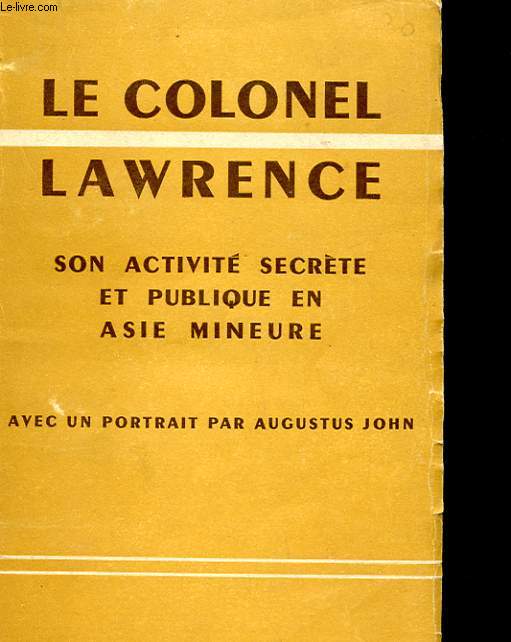 Le-livre.com
LE COLONEL
LAWRENCE
SON ACTIVITÉ SECRÈTE
ET PUBLIQUE EN
ASIE MINEURE
AVEC UN PORTRAIT PAR AUGUSTUS JOHN